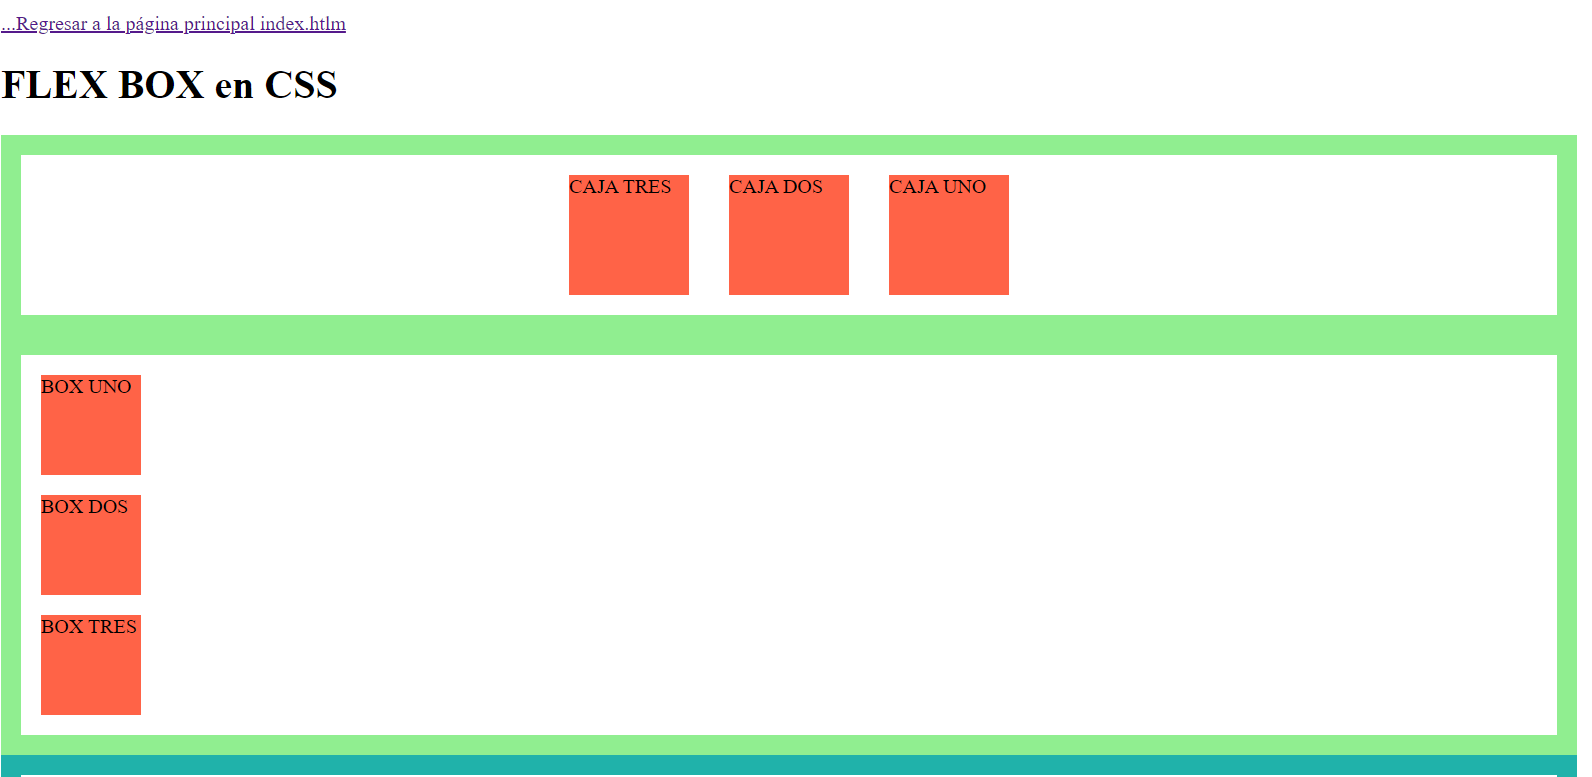 ...Regresar a la página principal index.htlm
FLEX BOX en CSS
CAJA TRES CAJA DOS CAJA UNO
BOX UNO
BOX DOS
BOX TRES